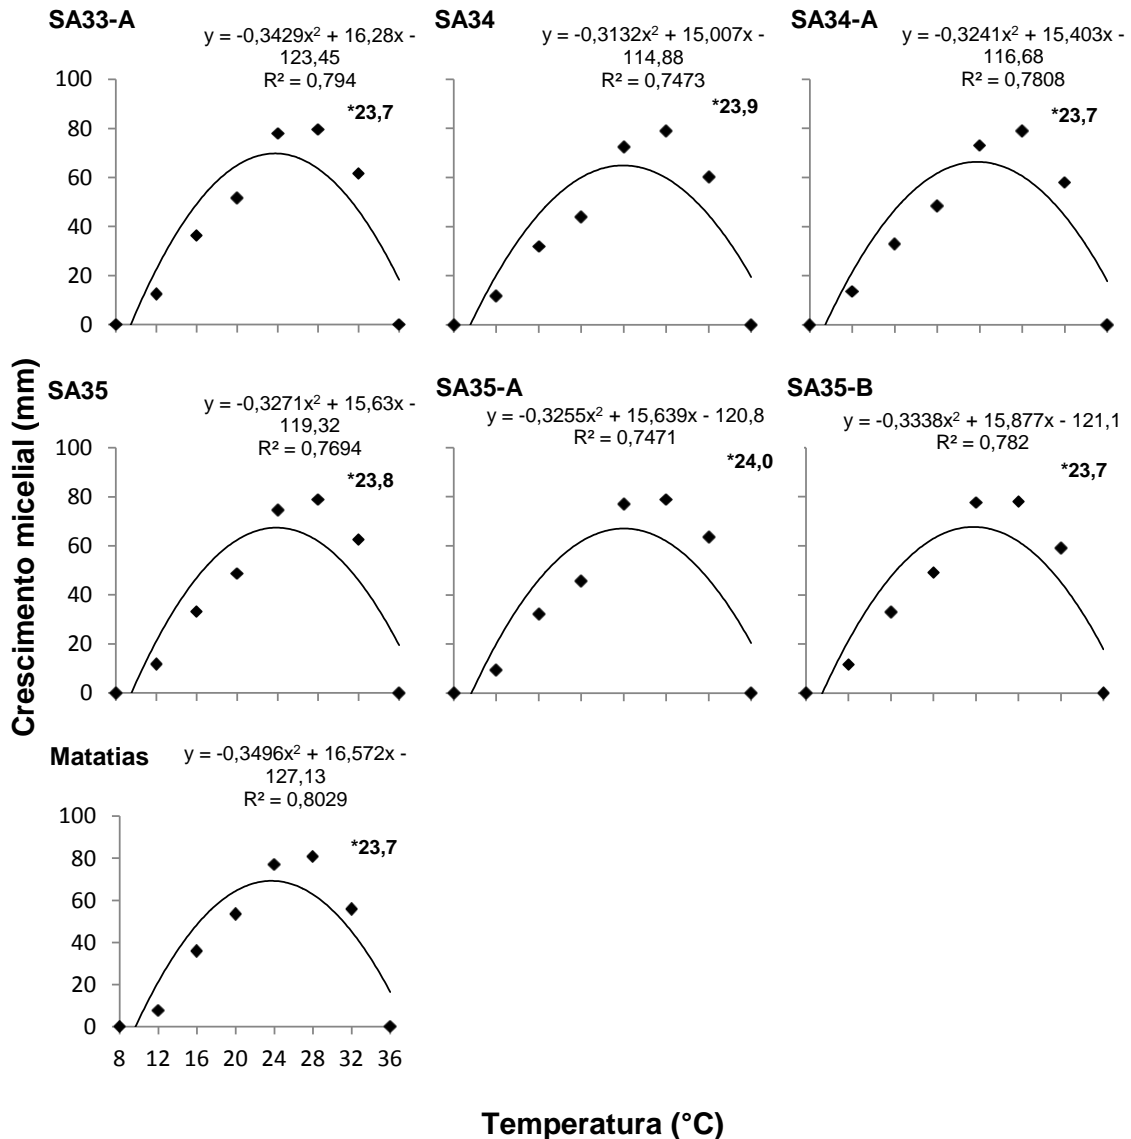 SA33-A
y = -0,3429x² + 16,28x -
123,45
R² = 0,794
*23,7
100
80
60
40
20
0
SA34
y = -0,3132x² + 15,007x -
114,88
R² = 0,7473
*23,9
SA34-A
y = -0,3241x² + 15,403x -
116,68
R² = 0,7808
*23,7
Crescimento micelial (mm)
SA35
y = -0,3271x² + 15,63x -
119,32
R² = 0,7694
*23,8
100
80
60
40
20
0
SA35-A
y = -0,3255x² + 15,639x - 120,8
R² = 0,7471
*24,0
SA35-B
y = -0,3338x² + 15,877x - 121,1
R² = 0,782
*23,7
Matatias
y = -0,3496x² + 16,572x -
127,13
R² = 0,8029
*23,7
100
80
60
40
20
0
8 12 16 20 24 28 32 36
Temperatura (°C)